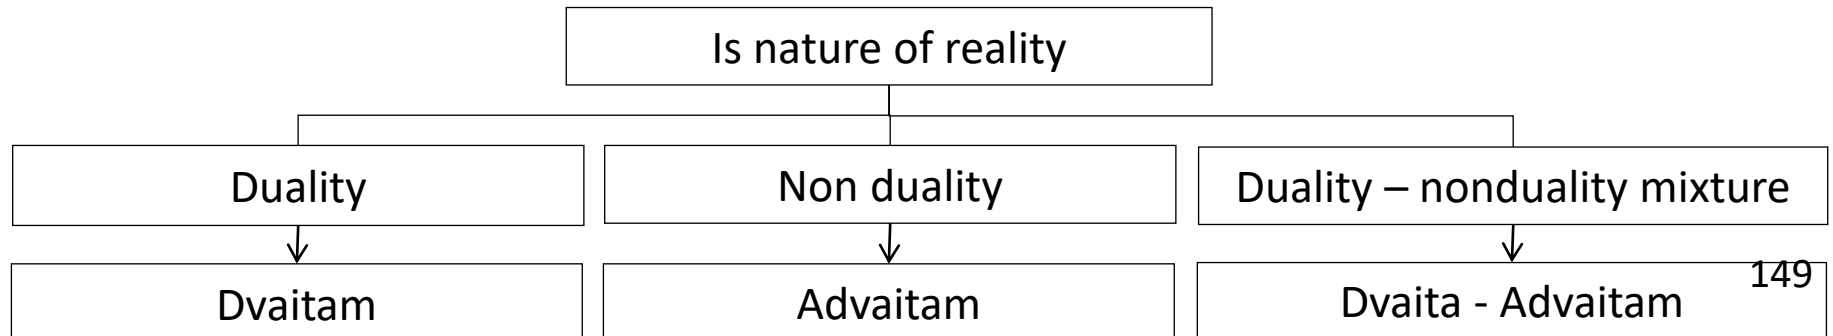 Is nature of reality
Duality
Non duality
Duality – nonduality mixture
Dvaitam
Advaitam
Dvaita - Advaitam
149